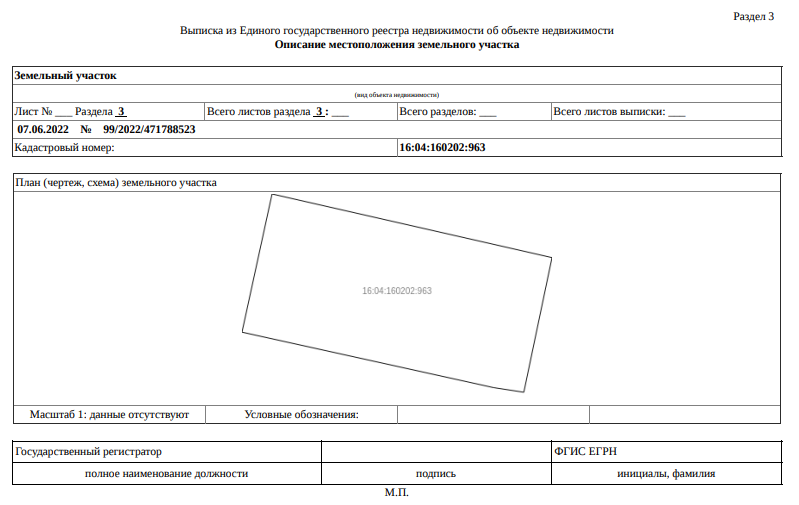 Раздел 3
Выписка из Единого государственного реестра недвижимости об объекте недвижимости
Описание местоположения земельного участка
Земельный участок
(вид объекта недвижимости)
Лист № ___ Раздела 3 Всего листов раздела 3 : ___ Всего разделов: ___ Всего листов выписки: ___
07.06.2022 № 99/2022/471788523
Кадастровый номер: 16:04:160202:963
План (чертеж, схема) земельного участка
16:04:160202:963
Масштаб 1: данные отсутствуют Условные обозначения:
Государственный регистратор ФГИС ЕГРН
полное наименование должности подпись инициалы, фамилия
М.П.